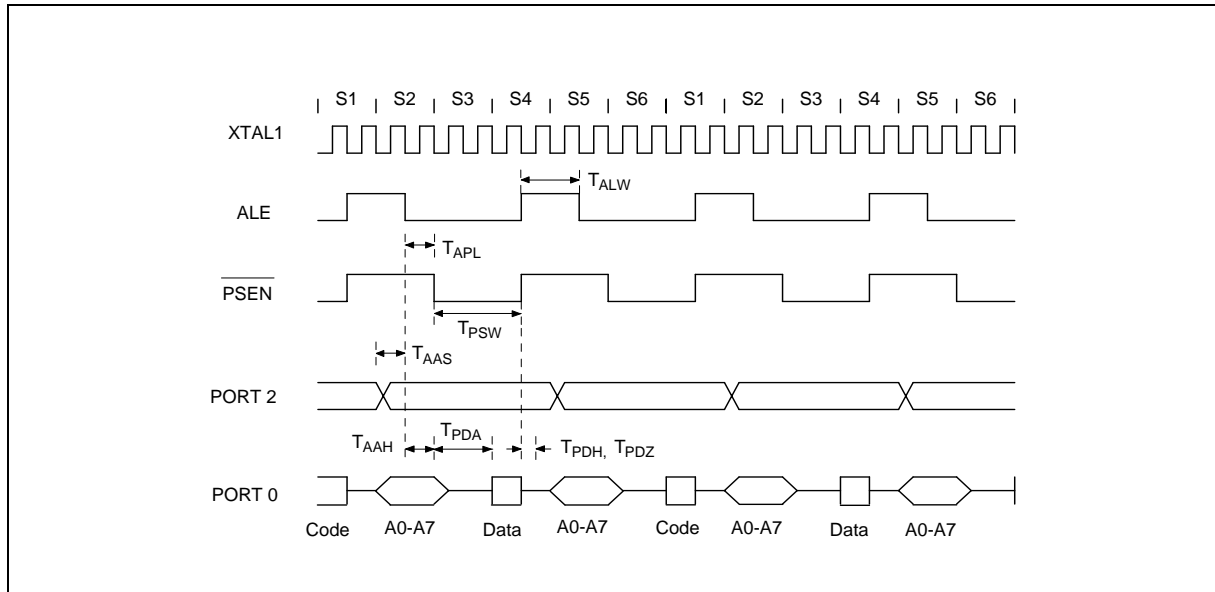 S1 S2 S3 S4 S5 S6 S1 S2 S3 S4 S5 S6
XTAL1
TALW
ALE
TAPL
PSEN
TPSW
TAAS
PORT 2
TAAH TPDA TPDH, TPDZ
PORT 0
Code A0-A7 Data A0-A7 Code A0-A7 Data A0-A7